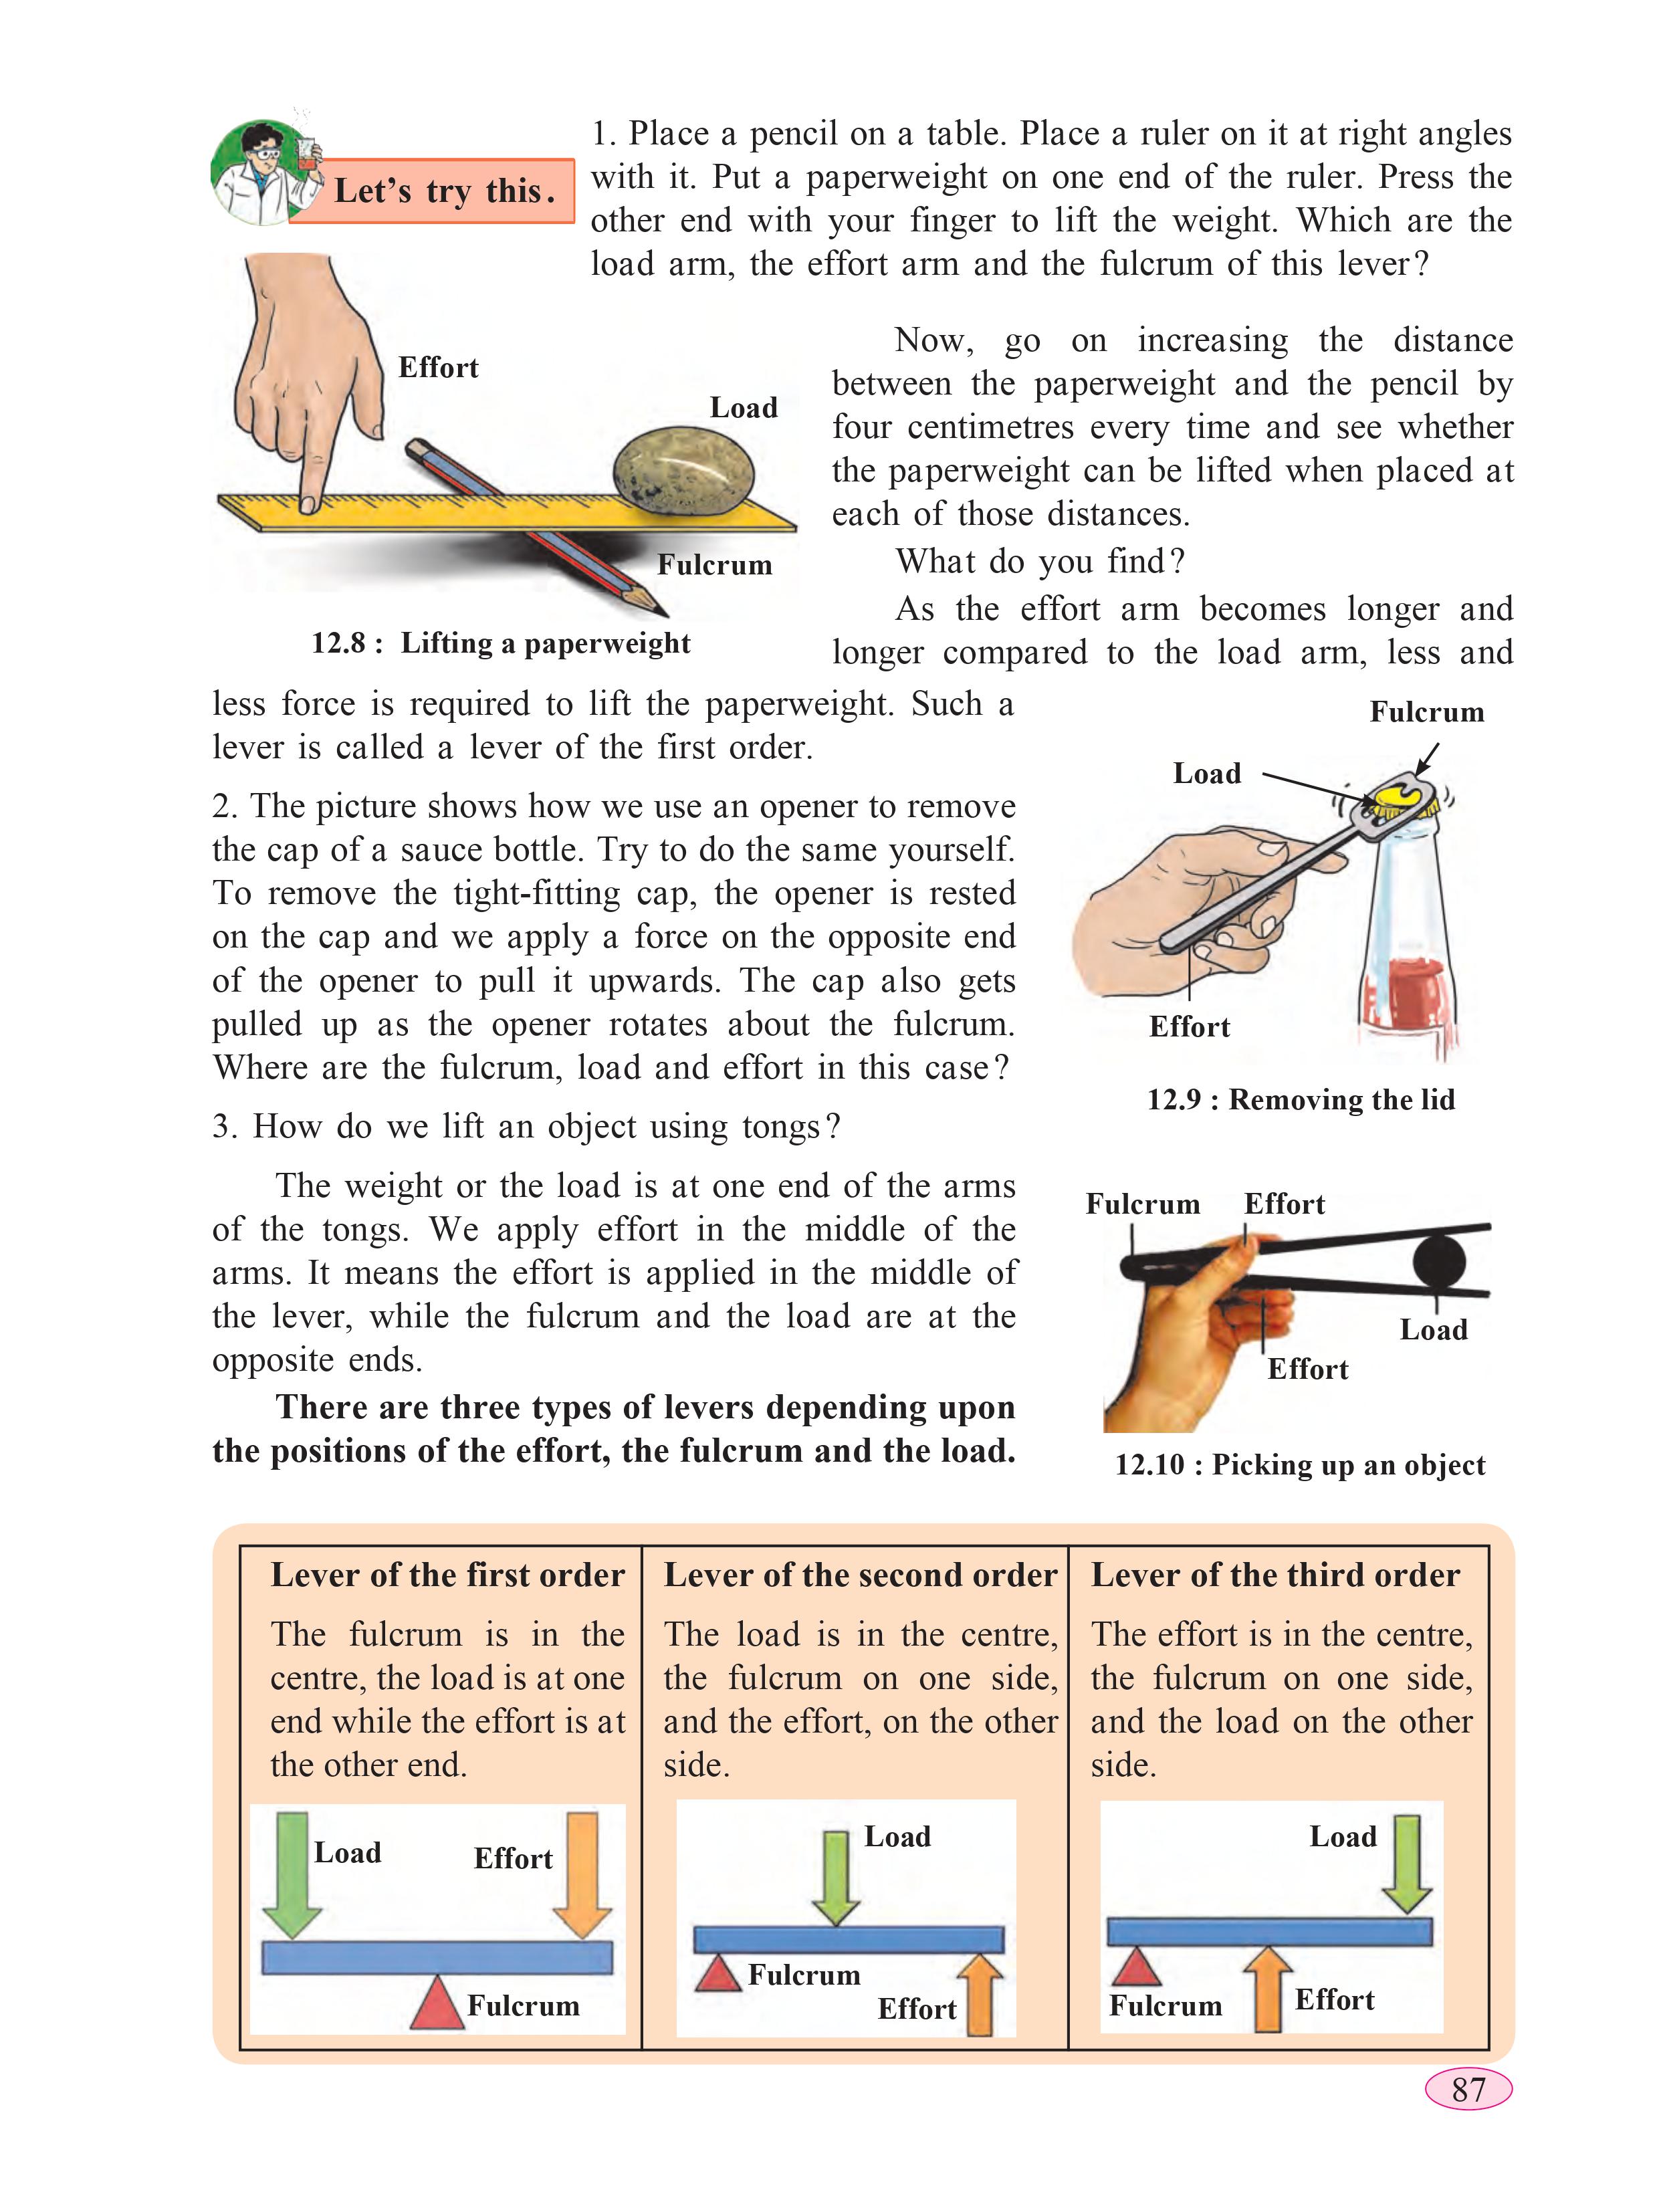 Let's try this.
1. Place a pencil on a table. Place a ruler on it at right angles
with it. Put a paperweight on one end of the ruler. Press the
other end with your finger to lift the weight. Which are the
load arm, the effort arm and the fulcrum of this lever?
Effort
Load
Fulcrum
12.8 : Lifting a paperweight
Now, go on increasing the distance
between the paperweight and the pencil by
four centimetres every time and see whether
the paperweight can be lifted when placed at
each of those distances.
What do you find?
As the effort arm becomes longer and
longer compared to the load arm, less and
less force is required to lift the paperweight. Such a
lever is called a lever of the first order.
2. The picture shows how we use an opener to remove
the cap of a sauce bottle. Try to do the same yourself.
To remove the tight-fitting cap, the opener is rested
on the cap and we apply a force on the opposite end
of the opener to pull it upwards. The cap also gets
pulled up as the opener rotates about the fulcrum.
Where are the fulcrum, load and effort in this case?
Fulcrum
Load
Effort
12.9 : Removing the lid
3. How do we lift an object using tongs?
The weight or the load is at one end of the arms
of the tongs. We apply effort in the middle of the
arms. It means the effort is applied in the middle of
the lever, while the fulcrum and the load are at the
opposite ends.
There are three types of levers depending upon
the positions of the effort, the fulcrum and the load.
Fulcrum Effort
Load
Effort
12.10 : Picking up an object
Lever of the first order
The fulcrum is in the
centre, the load is at one
end while the effort is at
the other end.
Load
Effort
Fulcrum
Lever of the second order
The load is in the centre,
the fulcrum on one side,
and the effort, on the other
side.
Load
Fulcrum
Effort
Lever of the third order
The effort is in the centre,
the fulcrum on one side,
and the load on the other
side.
Load
Fulcrum
Effort
87